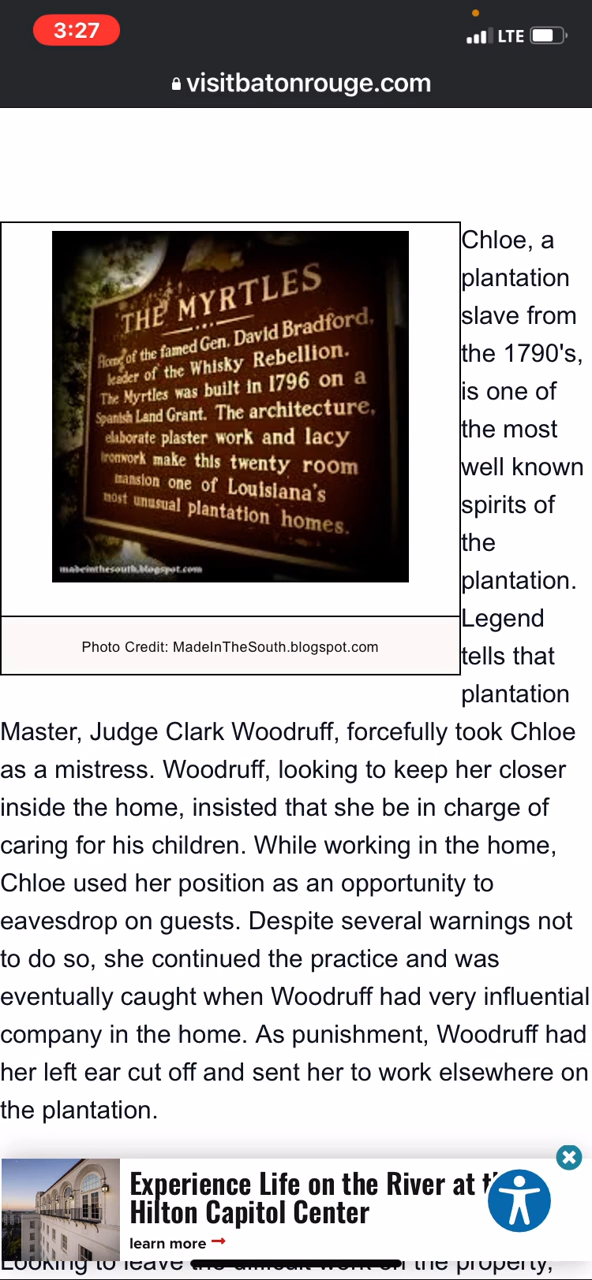 3:27
LTE
visitbatonrouge.com
THE MYRTLES
Home of the famed Gen. David Bradford,
leader of the Whisky Rebellion.
The Myrtles was built in 1796 on a
Spanish Land Grant. The architecture,
elaborate plaster work and lacy
ironwork make this twenty room
mansion one of Louisiana's
most unusual plantation homes.
madeinthesouth.blogspot.com
Photo Credit: MadeInTheSouth.blogspot.com
Chloe, a
plantation
slave from
the 1790's,
is one of
the most
well known
spirits of
the
plantation.
Legend
tells that
plantation
Master, Judge Clark Woodruff, forcefully took Chloe
as a mistress. Woodruff, looking to keep her closer
inside the home, insisted that she be in charge of
caring for his children. While working in the home,
Chloe used her position as an opportunity to
eavesdrop on guests. Despite several warnings not
to do so, she continued the practice and was
eventually caught when Woodruff had very influential
company in the home. As punishment, Woodruff had
her left ear cut off and sent her to work elsewhere on
the plantation.
Experience Life on the River at
Hilton Capitol Center
learn more
Looking to leave the difficult work on the property,